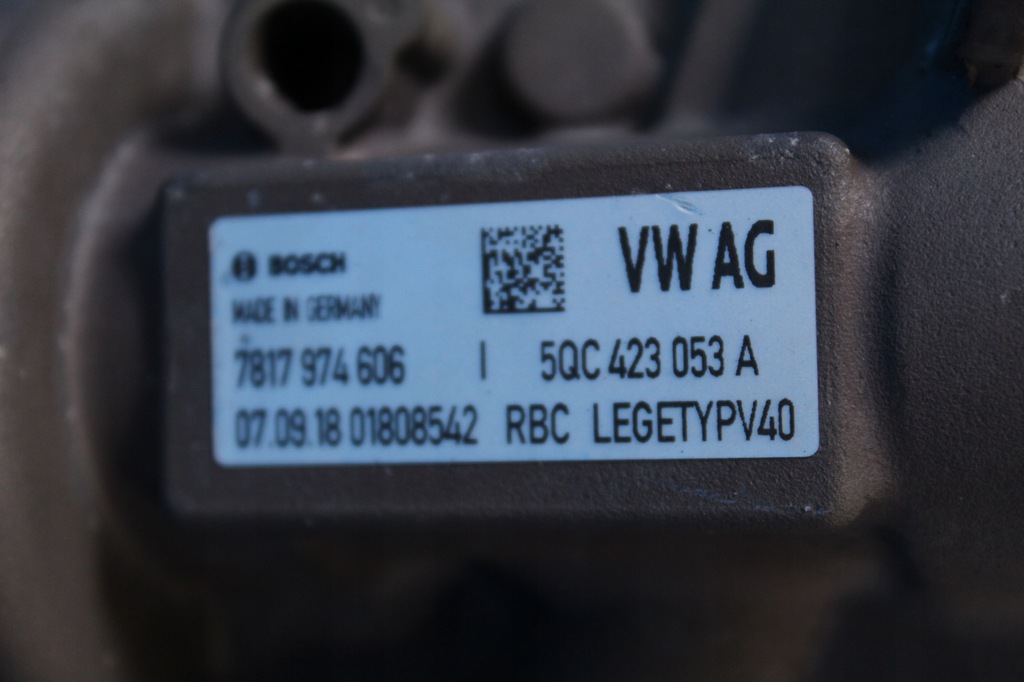 BOSCH
VW AG
MADE IN GERMANY
7817 974 606 | 5QC 423 053 A
07.09.18 01808542 RBC LEGETYPV40